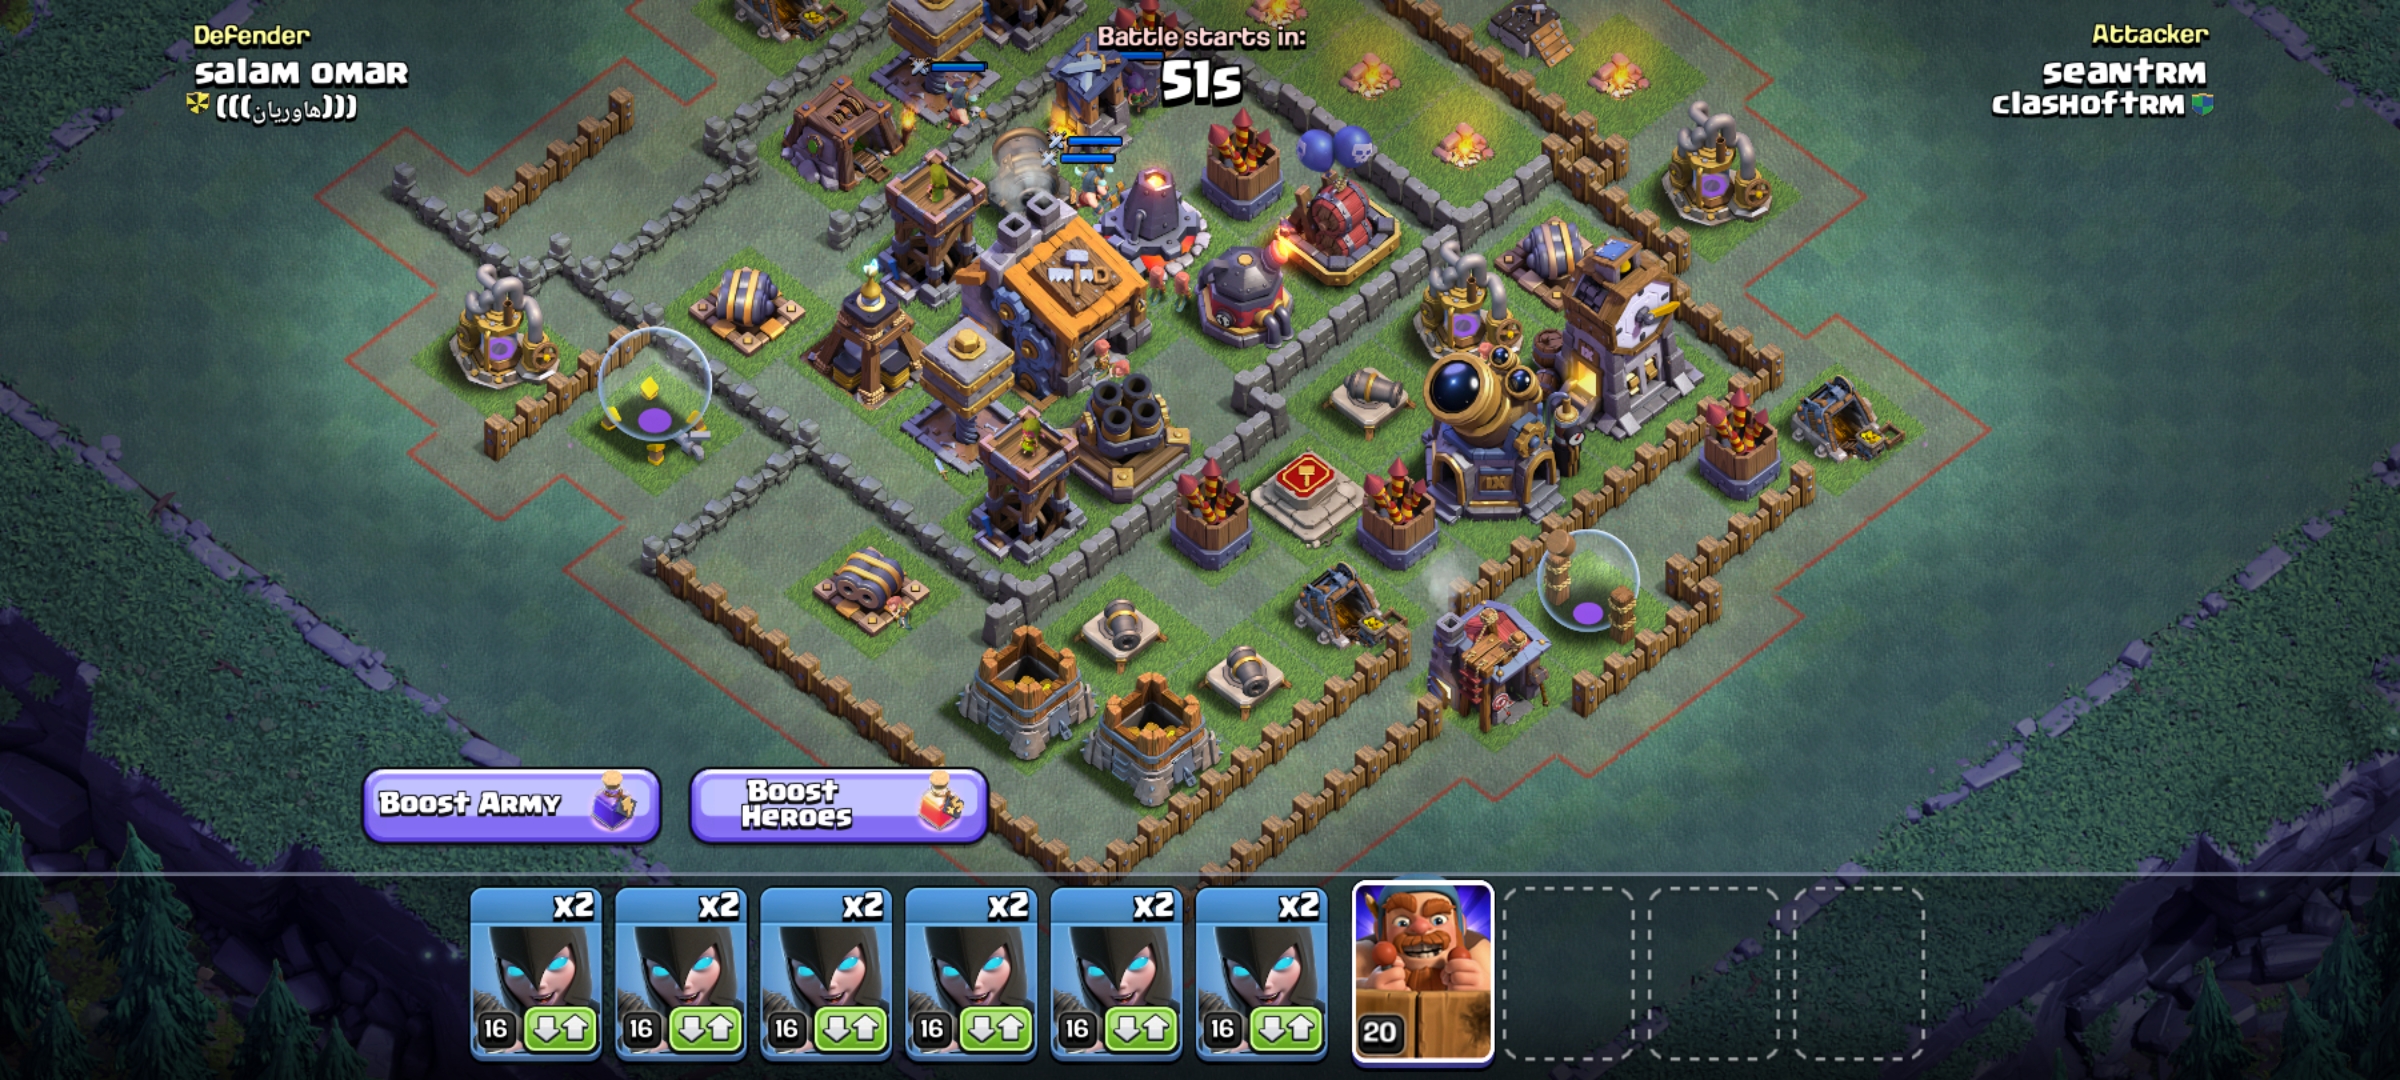 Defender
salam omar
(((هاوریان)))
Battle starts in:
51s
Attacker
seantRM
clashoftRM
Boost Army
Boost
Heroes
x2
x2
x2
x2
x2
x2
16
16
16
16
16
16
20